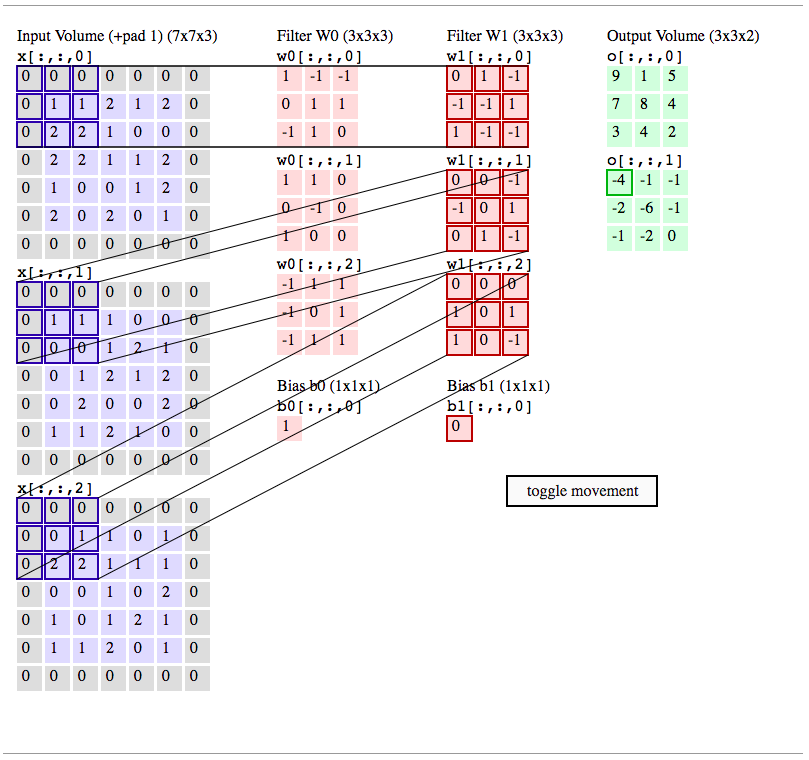 Input Volume (+pad 1) (7x7x3)
x[:,:,0]
0 0 0 0 0 0 0
0 1 1 2 1 2 0
0 2 2 1 0 0 0
0 2 2 1 1 2 0
0 1 0 0 1 2 0
0 2 0 2 0 1 0
0 0 0 0 0 0 0
x[:,:,1]
0 0 0 0 0 0 0
0 1 1 1 0 0 0
0 0 0 1 2 1 0
0 0 1 2 1 2 0
0 0 2 0 0 2 0
0 1 1 2 1 0 0
0 0 0 0 0 0 0
x[:,:,2]
0 0 0 0 0 0 0
0 0 1 1 0 1 0
0 2 2 1 1 1 0
0 0 0 1 0 2 0
0 1 0 1 2 1 0
0 1 1 2 0 1 0
0 0 0 0 0 0 0
Filter W0 (3x3x3)
w0[:,:,0]
1 -1 -1
0 1 1
-1 1 0
w0[:,:,1]
1 1 0
0 -1 0
1 0 0
w0[:,:,2]
-1 1 1
-1 0 1
-1 1 1
Bias b0 (1x1x1)
b0[:,:,0]
1
Filter W1 (3x3x3)
w1[:,:,0]
0 1 -1
-1 -1 1
1 -1 -1
w1[:,:,1]
0 0 -1
-1 0 1
0 1 -1
w1[:,:,2]
0 0 0
1 0 1
1 0 -1
Bias b1 (1x1x1)
b1[:,:,0]
0
Output Volume (3x3x2)
o[:,:,0]
9 1 5
7 8 4
3 4 2
o[:,:,1]
-4 -1 -1
-2 -6 -1
-1 -2 0
toggle movement